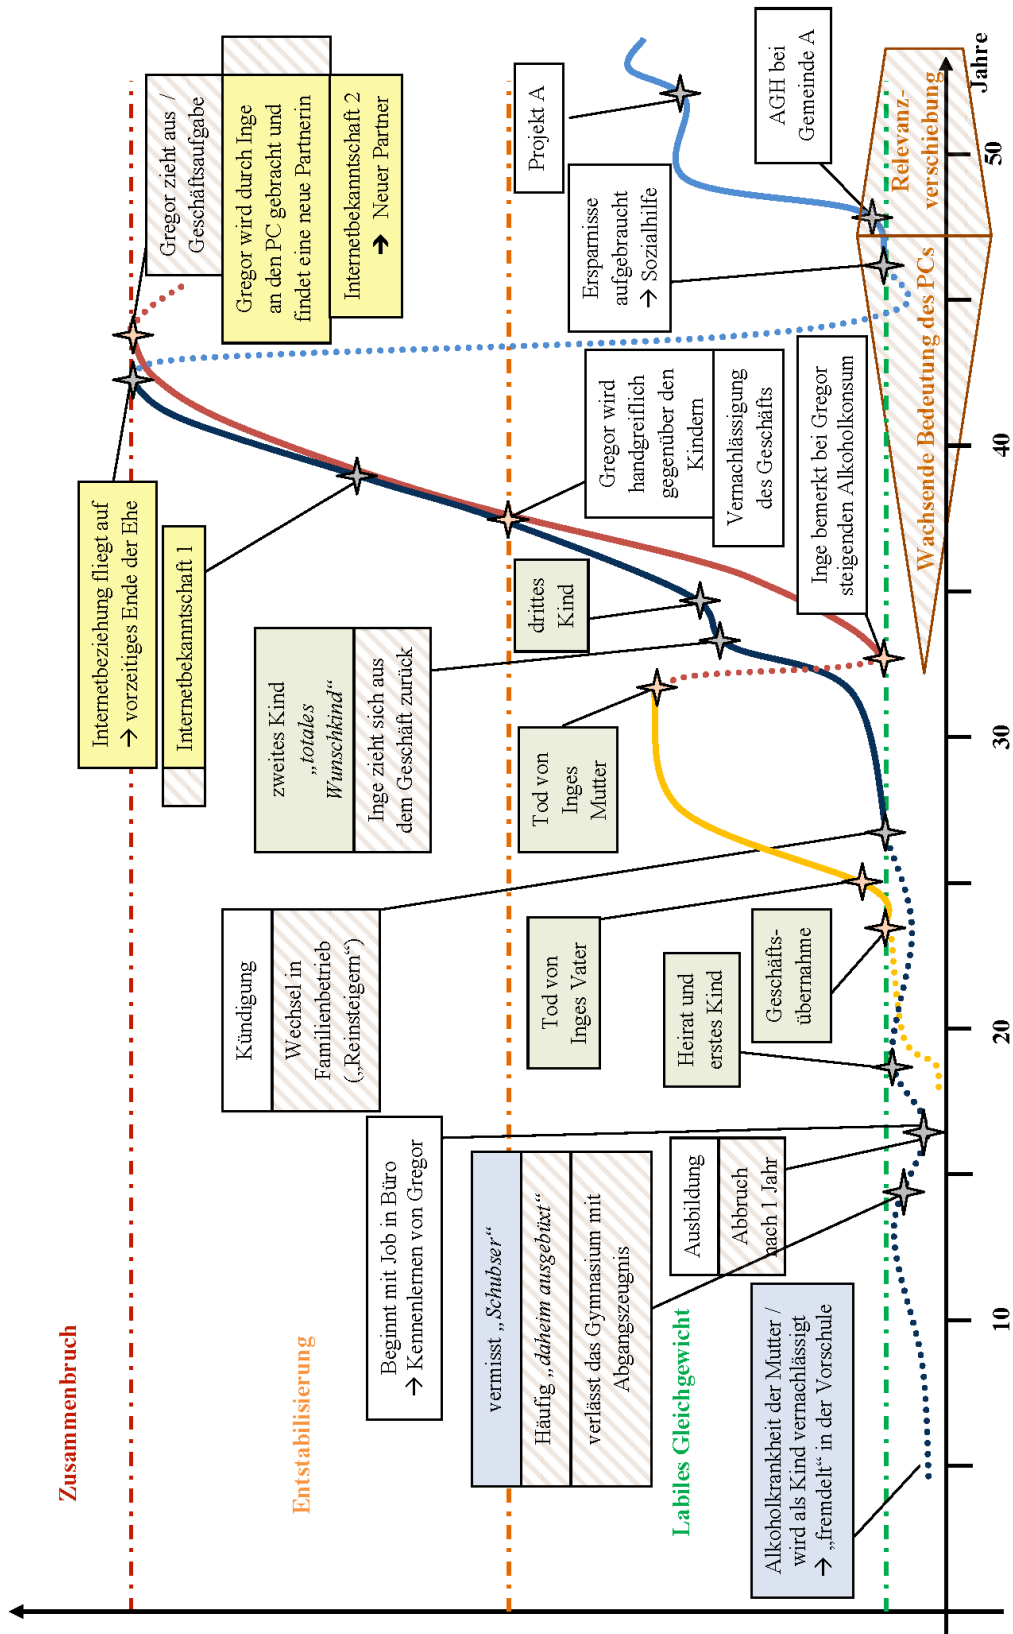 Zusammenbruch
Entstabilisierung
Labiles Gleichgewicht
Internetbeziehung fliegt auf
→ vorzeitiges Ende der Ehe
Internetbekanntschaft 1
zweites Kind
„totales
Wunschkind“
Inge zieht sich aus
dem Geschäft zurück
Kündigung
Wechsel in
Familienbetrieb
(„Reinsteigern“)
Beginnt mit Job in Büro
→ Kennenlernen von Gregor
vermisst „Schubser“
Häufig „daheim ausgebüxt“
verlässt das Gymnasium mit
Abgangszeugnis
Ausbildung
Abbruch
nach 1 Jahr
Alkoholkrankheit der Mutter /
wird als Kind vernachlässigt
→ „fremdelt“ in der Vorschule
Heirat und
erstes Kind
Geschäfts-
übernahme
Tod von
Inges Vater
Tod von
Inges
Mutter
drittes
Kind
Gregor wird
handgreiflich
gegenüber den
Kindern
Vernachlässigung
des Geschäfts
Inge bemerkt bei Gregor
steigenden Alkoholkonsum
Gregor zieht aus /
Geschäftsaufgabe
Gregor wird durch Inge
an den PC gebracht und
findet eine neue Partnerin
Internetbekanntschaft 2
→ Neuer Partner
Ersparnisse
aufgebraucht
→ Sozialhilfe
Projekt A
AGH bei
Gemeinde A
Wachsende Bedeutung des PCs
Relevanz-
verschiebung
10
20
30
40
50
Jahre